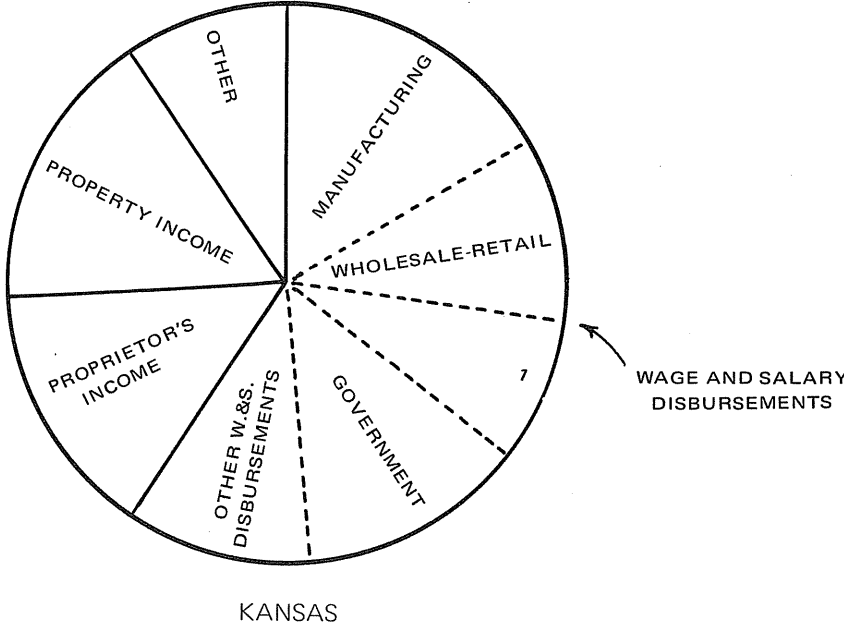 OTHER
MANUFACTURING
PROPERTY INCOME
WHOLESALE-RETAIL
PROPRIETOR'S
INCOME
OTHER W.&S.
DISBURSEMENTS
GOVERNMENT
7
WAGE AND SALARY
DISBURSEMENTS
KANSAS